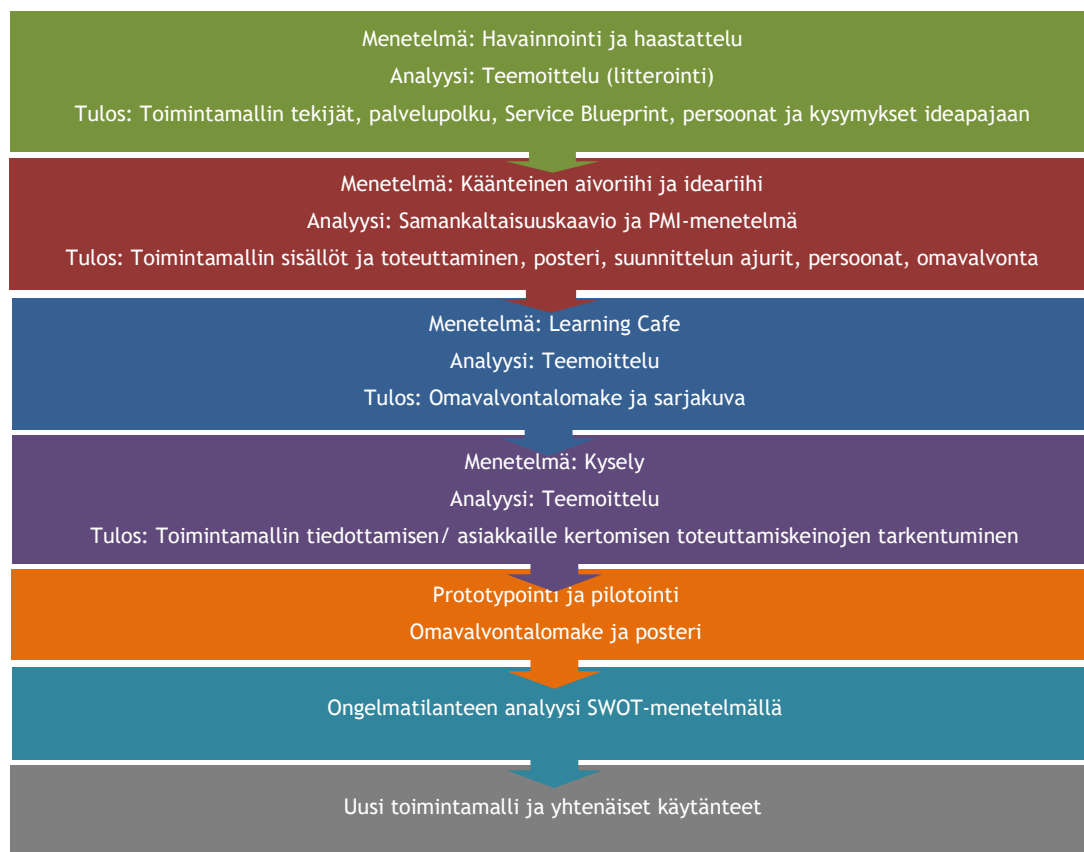 Menetelmä: Havainnointi ja haastattelu
Analyysi: Teemoittelu (litterointi)
Tulos: Toimintamallin tekijät, palvelupolku, Service Blueprint, persoonat ja kysymykset ideapajaan
Menetelmä: Käänteinen aivoriihi ja ideariihi
Analyysi: Samankaltaisuuskaavio ja PMI-menetelmä
Tulos: Toimintamallin sisällöt ja toteuttaminen, posteri, suunnittelun ajurit, persoonat, omavalvonta
Menetelmä: Learning Cafe
Analyysi: Teemoittelu
Tulos: Omavalvontalomake ja sarjakuva
Menetelmä: Kysely
Analyysi: Teemoittelu
Tulos: Toimintamallin tiedottamisen/ asiakkaille kertomisen toteuttamiskeinojen tarkentuminen
Prototypointi ja pilotointi
Omavalvontalomake ja posteri
Ongelmatilanteen analyysi SWOT-menetelmällä
Uusi toimintamalli ja yhtenäiset käytänteet